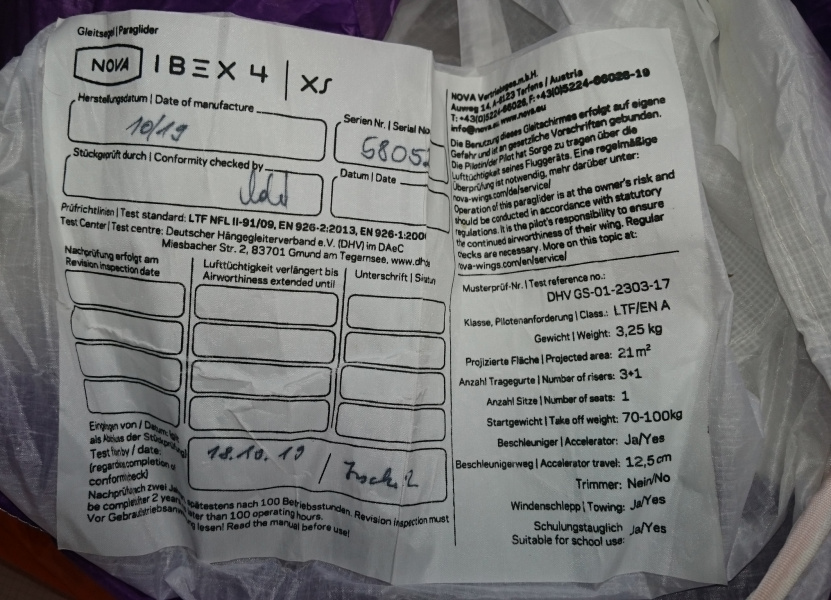 Gleitsegel | Paraglider
NOVA IBEX 4 | XS
Herstellungsdatum | Date of manufacture
10/19
Serien Nr. | Serial No
5805
Stückgeprüft durch | Conformity checked by
Datum | Date
Prüfrichtlinien | Test standard: LTF NFL II-91/09, EN 926-2:2013, EN 926-1:200
Test Center | Test centre: Deutscher Hängegleiterverband e.V. (DHV) im DAeC
Miesbacher Str. 2, 83701 Gmund am Tegernsee, www.dhv
Nachprüfung erfolgt am
Revision inspection date
Lufttüchtigkeit verlängert bis
Airworthiness extended until
Unterschrift |
als der
Test by / date:
18.10.19 /
Nachprüfung nach zwei spätestens nach 100 Betriebsstunden. Revision inspection must
be completed 2 years later than 100 operating hours.
Vor lesen! Read the manual before use!
NOVA Vertriebsges.m.b.H.
Auweg 14, A-6123 Terfens / Austria
T: +43(0)5224-66026, F: +43(0)5224-66026-19
info@nova.eu www.nova.eu
Die Benutzung dieses Gleitschirmes erfolgt auf eigene
Gefahr und ist an gesetzliche Vorschriften gebunden.
Die Pilotin/der Pilot hat Sorge zu tragen über die
Lufttüchtigkeit seines Fluggeräts. Eine regelmäßige
Überprüfung ist notwendig, mehr darüber unter:
nova-wings.com/de/service/
Operation of this paraglider is at the owner's risk and
should be conducted in accordance with statutory
regulations. It is the pilot's responsibility to ensure
the continued airworthiness of their wing. Regular
checks are necessary. More on this topic at:
nova-wings.com/en/service/
Musterprüf-Nr. | Test reference no.:
DHV GS-01-2303-17
Klasse, Pilotenanforderung | Class.: LTF/EN A
Gewicht | Weight: 3,25 kg
Projizierte Fläche | Projected area: 21 m²
Anzahl Tragegurte | Number of risers: 3+1
Anzahl Sitze | Number of seats: 1
Startgewicht | Take off weight: 70-100kg
Beschleuniger | Accelerator: Ja/Yes
Beschleunigerweg | Accelerator travel: 12,5 cm
Trimmer: Nein/No
Windenschlepp | Towing: Ja/Yes
Schulungstauglich Ja/Yes
Suitable for school use: